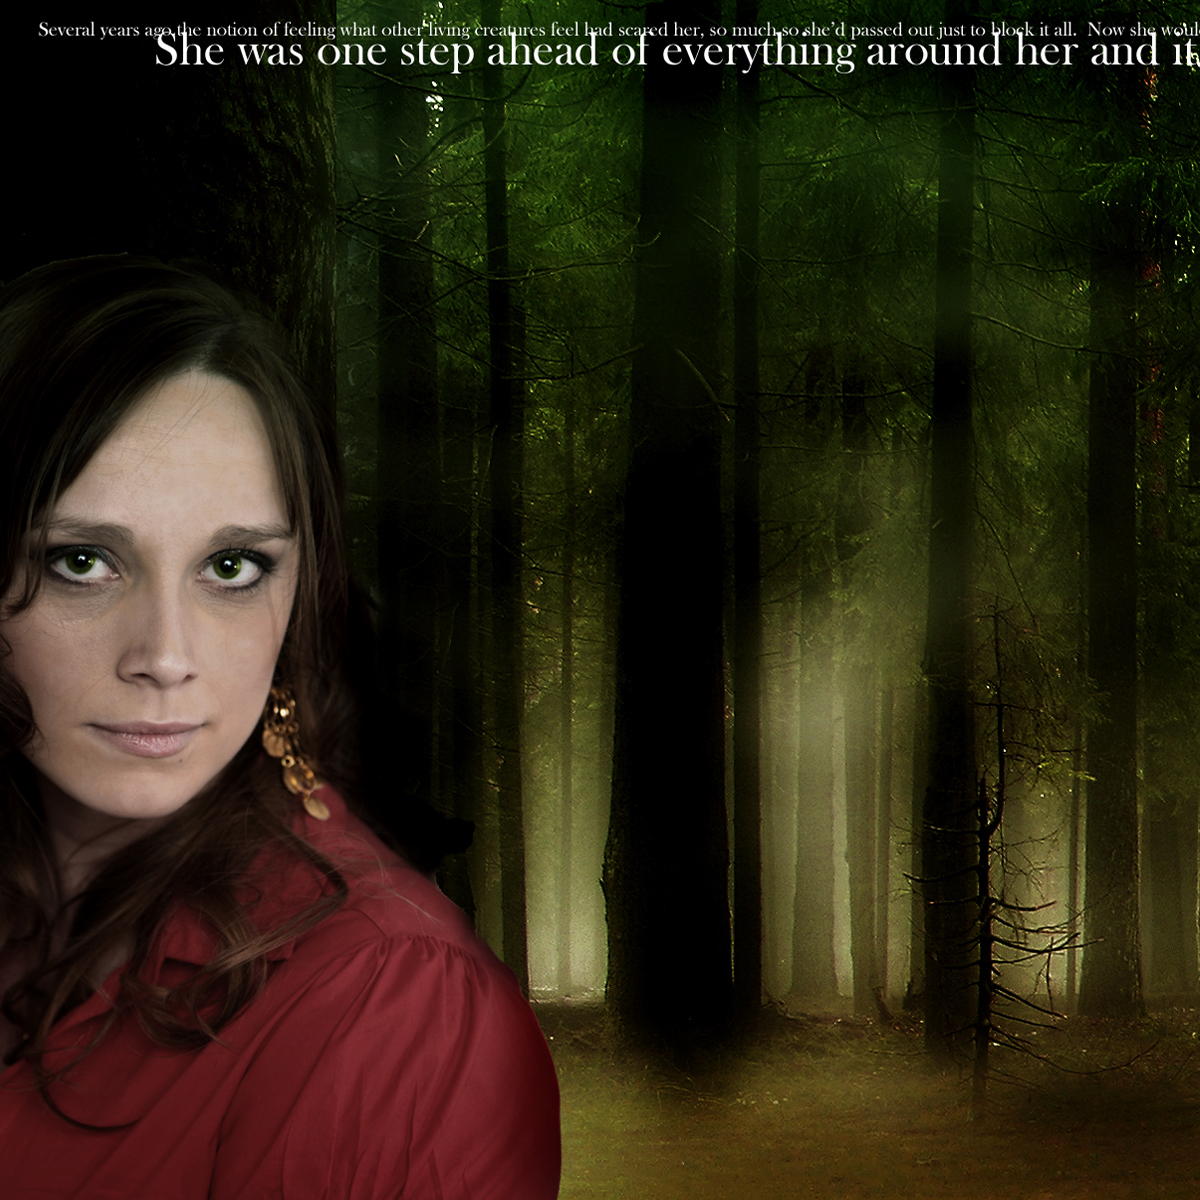 Several years ago the notion of feeling what other living creatures feel had scared her, so much so she'd passed out just to block it all. Now she
She was one step ahead of everything around her and